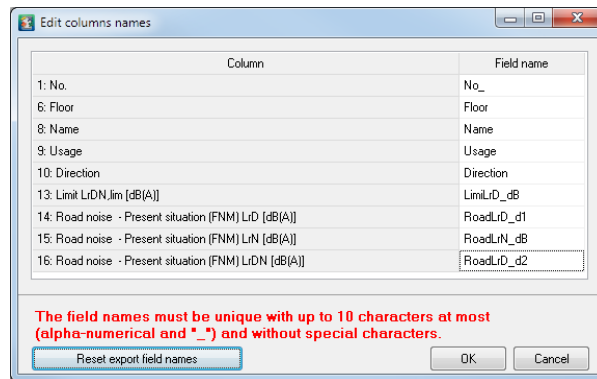 Edit columns names
Column Field name
1: No. No_
6: Floor Floor
8: Name Name
9: Usage Usage
10: Direction Direction
13: Limit LrDN,lim [dB(A)] LimiLrD_dB
14: Road noise - Present situation (FNM) LrD [dB(A)] RoadLrD_d1
15: Road noise - Present situation (FNM) LrN [dB(A)] RoadLrN_dB
16: Road noise - Present situation (FNM) LrDN [dB(A)] RoadLrD_d2
The field names must be unique with up to 10 characters at most
(alpha-numerical and "_") and without special characters.
Reset export field names OK Cancel